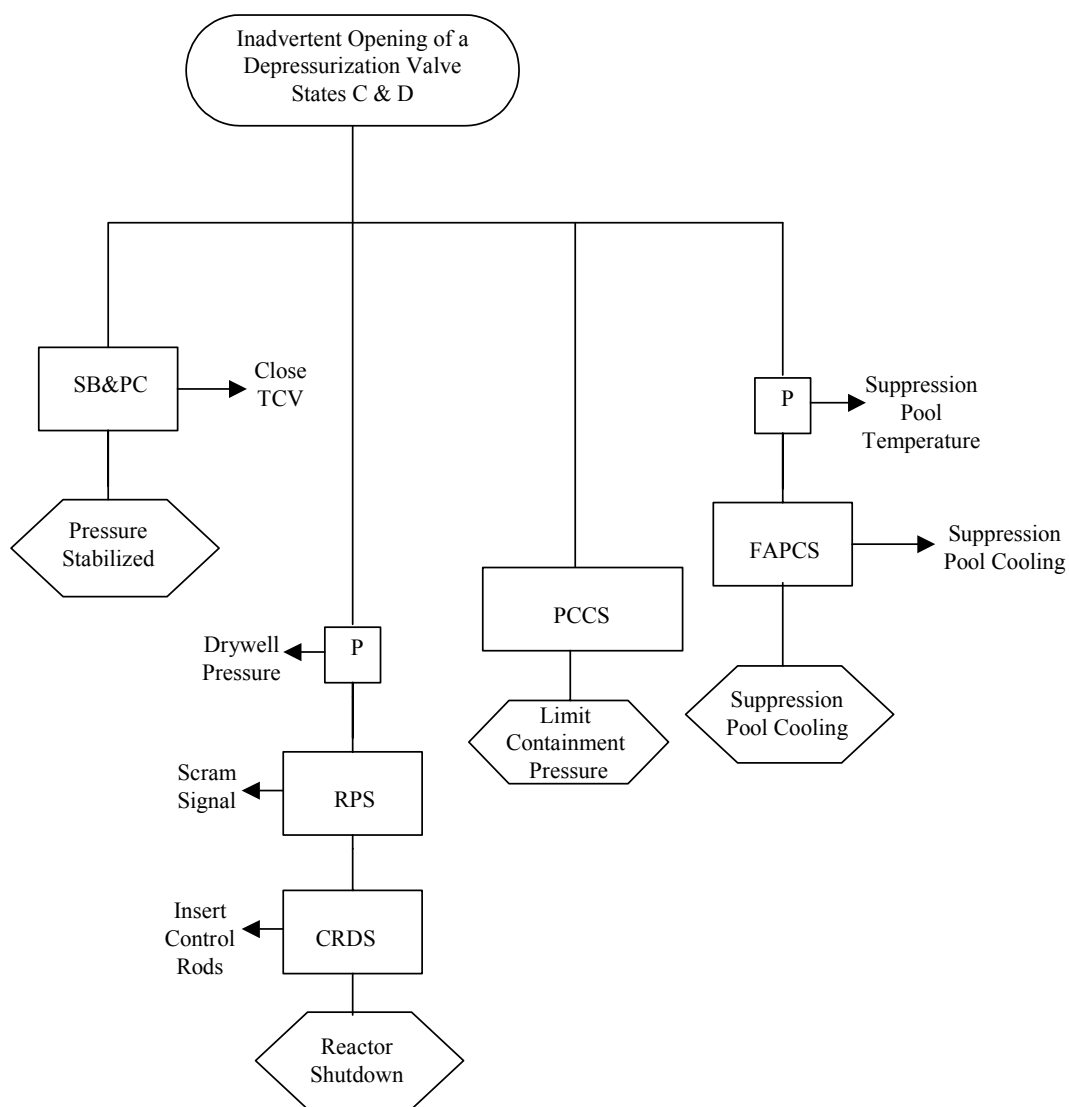 Inadvertent Opening of a
Depressurization Valve
States C & D
SB&PC
Close
TCV
Pressure
Stabilized
P
Suppression
Pool
Temperature
FAPCS
Suppression
Pool Cooling
Suppression
Pool Cooling
PCCS
Limit
Containment
Pressure
Drywell
Pressure
P
Scram
Signal
RPS
Insert
Control
Rods
CRDS
Reactor
Shutdown